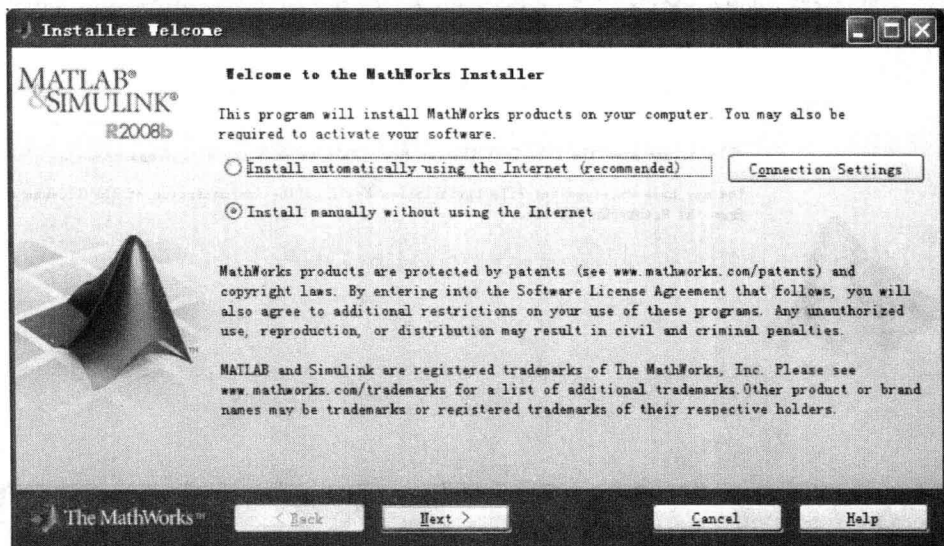 Installer Welcome
MATLAB®
&SIMULINK®
R2008b
Welcome to the MathWorks Installer
This program will install MathWorks products on your computer. You may also be
required to activate your software.
Install automatically using the Internet (recommended)
Connection Settings
Install manually without using the Internet
MathWorks products are protected by patents (see www.mathworks.com/patents) and
copyright laws. By entering into the Software License Agreement that follows, you will
also agree to additional restrictions on your use of these programs. Any unauthorized
use, reproduction, or distribution may result in civil and criminal penalties.
MATLAB and Simulink are registered trademarks of The MathWorks, Inc. Please see
www.mathworks.com/trademarks for a list of additional trademarks.Other product or brand
names may be trademarks or registered trademarks of their respective holders.
TM
The MathWorks™
< Back
Next >
Cancel
Help